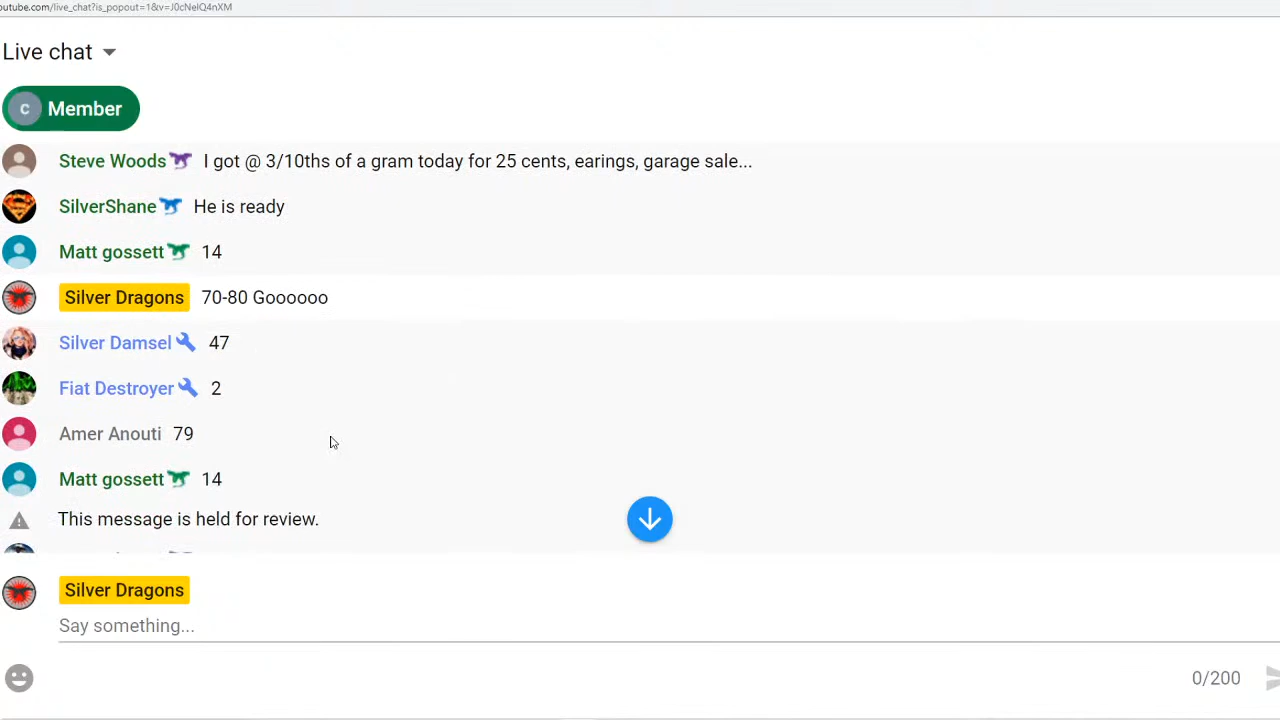 outube.com/live_chat?is_popout=1&v=J0cNeIQ4nXM
Live chat
C Member
Steve Woods I got @ 3/10ths of a gram today for 25 cents, earings, garage sale...
SilverShane He is ready
Matt gossett 14
Silver Dragons 70-80 Goooooo
Silver Damsel 47
Fiat Destroyer 2
Amer Anouti 79
Matt gossett 14
This message is held for review.
Silver Dragons
Say something...
0/200